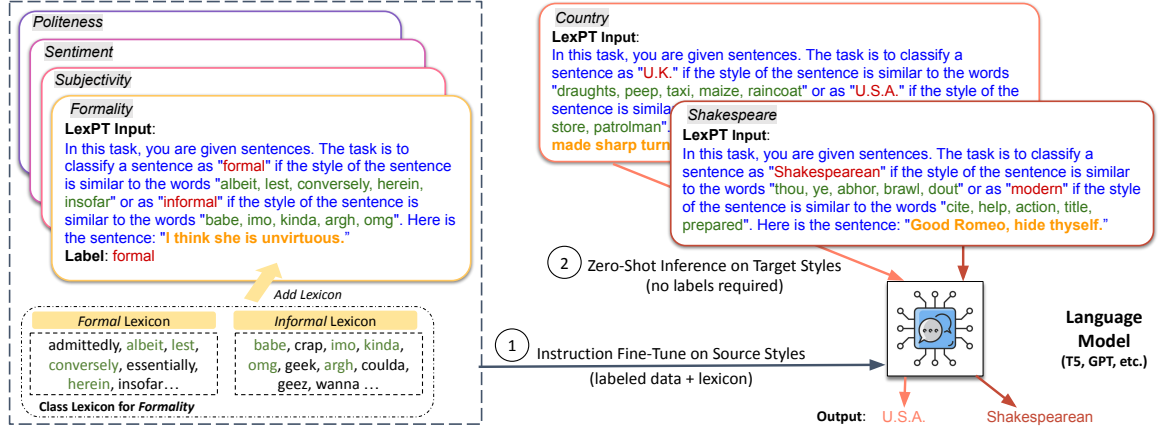 Politeness
Sentiment
Subjectivity
Formality
LexPT Input:
In this task, you are given sentences. The task is to
classify a sentence as "formal" if the style of the sentence
is similar to the words "albeit, lest, conversely, herein,
insofar" or as "informal" if the style of the sentence is
similar to the words "babe, imo, kinda, argh, omg". Here is
the sentence: "I think she is unvirtuous.”
Label: formal
Add Lexicon
Formal Lexicon
admittedly, albeit, lest,
conversely, essentially,
herein, insofar…
Informal Lexicon
babe, crap, imo, kinda,
omg, geek, argh, coulda,
geez, wanna …
Class Lexicon for Formality
1 Instruction Fine-Tune on Source Styles
(labeled data + lexicon)
Country
LexPT Input:
In this task, you are given sentences. The task is to classify a
sentence as "U.K." if the style of the sentence is similar to the words
"draughts, peep, taxi, maize, raincoat" or as "U.S.A." if the style of the
sentence is simila
store, patrolman".
made sharp turn
Shakespeare
LexPT Input:
In this task, you are given sentences. The task is to classify a
sentence as "Shakespearean" if the style of the sentence is similar
to the words "thou, ye, abhor, brawl, dout" or as "modern" if the style
of the sentence is similar to the words "cite, help, action, title,
prepared". Here is the sentence: "Good Romeo, hide thyself.”
2 Zero-Shot Inference on Target Styles
(no labels required)
Language
Model
(T5, GPT, etc.)
Output: U.S.A. Shakespearean